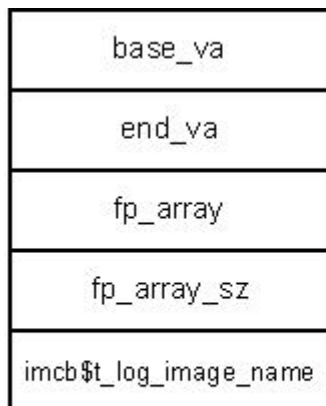 base_va
end_va
fp_array
fp_array_sz
imcb$t_log_image_name